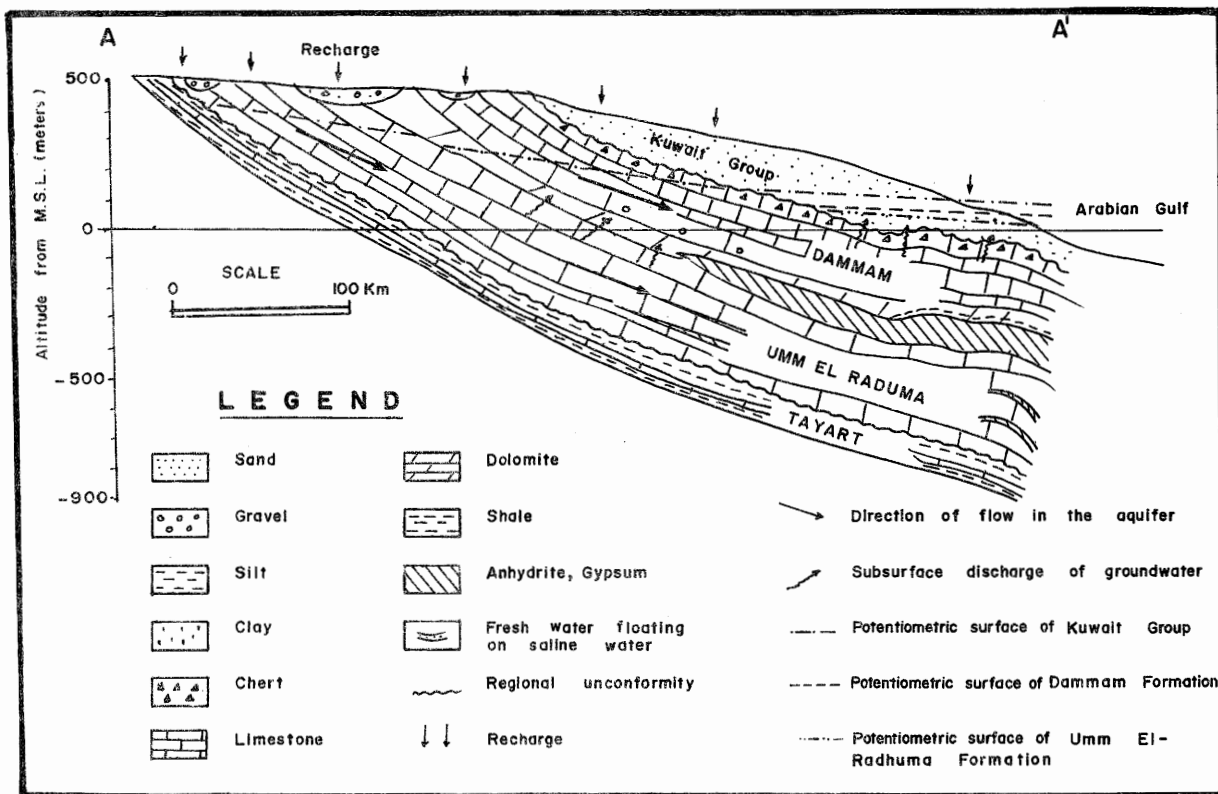 A
A'
Recharge
500
0
-500
-900
Altitude from M.S.L. (meters)
Kuwait Group
Arabian Gulf
DAMMAM
UMM EL RADUMA
TAYART
SCALE
0 100 Km
LEGEND
Sand
Gravel
Silt
Clay
Chert
Limestone
Dolomite
Shale
Anhydrite, Gypsum
Fresh water floating
on saline water
Regional unconformity
Recharge
Direction of flow in the aquifer
Subsurface discharge of groundwater
Potentiometric surface of Kuwait Group
Potentiometric surface of Dammam Formation
Potentiometric surface of Umm El-
Radhuma Formation